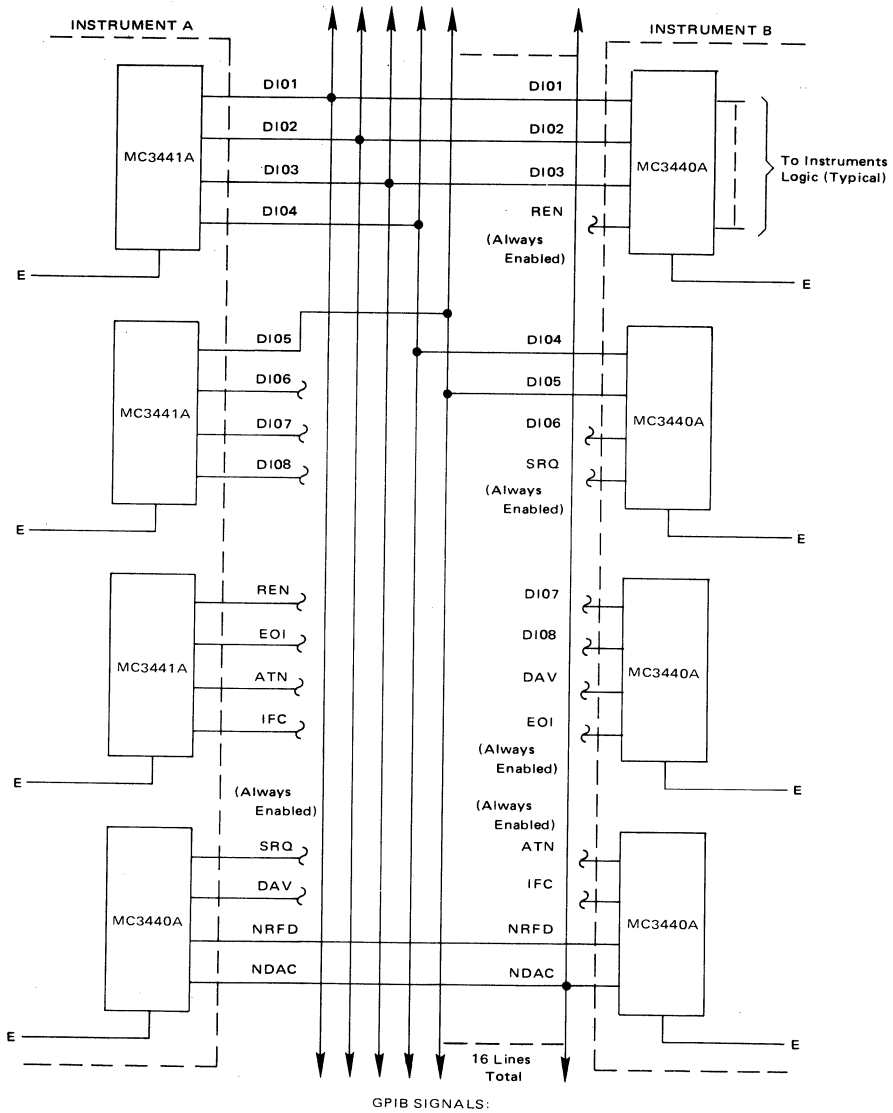 INSTRUMENT A
INSTRUMENT B
DI01
DI01
DI02
DI02
MC3441A
MC3440A
To Instruments
Logic (Typical)
DI03
DI03
DI04
REN
(Always
Enabled)
E
E
DI05
DI04
DI06
DI05
MC3441A
MC3440A
DI07
DI06
DI08
SRQ
(Always
Enabled)
E
E
REN
DI07
EOI
DI08
MC3441A
MC3440A
ATN
DAV
IFC
EOI
(Always
Enabled)
E
E
(Always
Enabled)
(Always
Enabled)
SRQ
ATN
DAV
IFC
MC3440A
MC3440A
NRFD
NRFD
NDAC
NDAC
E
E
16 Lines
Total
GPIB SIGNALS: